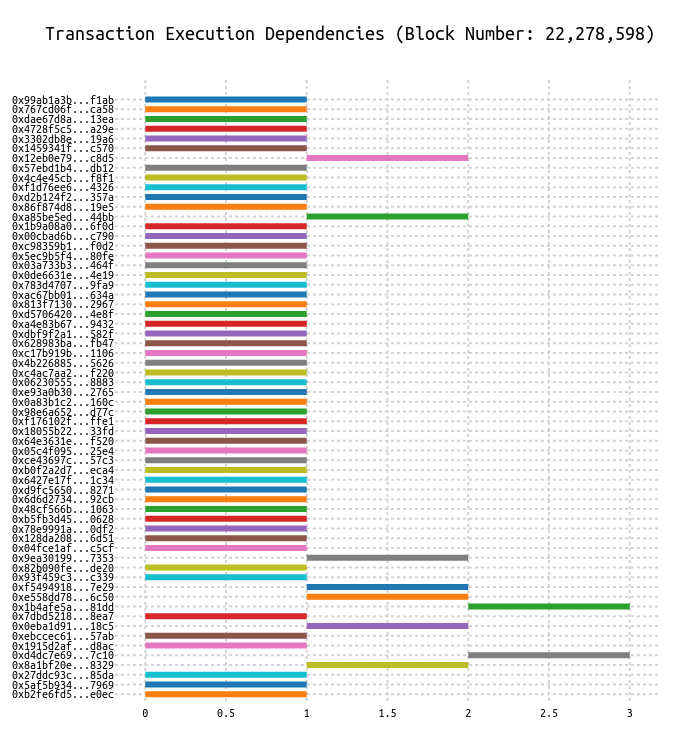 Transaction Execution Dependencies (Block Number: 22,278,598)
0x99ab1a3b...f1ab
0x767cd06f...ca58
0xdae67d8a...13ea
0x4728f5c5...a29e
0x3302db8e...19a6
0x1459341f...c570
0x12eb0e79...c8d5
0x57ebd1b4...db12
0x4c4e45cb...f8f1
0xf1d76ee6...4326
0xd2b124f2...357a
0x86f874d8...19e5
0xa85be5ed...44bb
0x1b9a08a0...6f0d
0x00cbad6b...c790
0xc98359b1...f0d2
0x5ec9b5f4...80fe
0x03a733b3...464f
0x0de6631e...4e19
0x783d4707...9fa9
0xac67bb01...634a
0x813f7130...2967
0xd5706420...4e8f
0xa4e83b67...9432
0xdbf9f2a1...582f
0x628983ba...fb47
0xc17b919b...1106
0x4b226885...5626
0xc4ac7aa2...f220
0x06230555...8883
0xe93a0b30...2765
0x0a83b1c2...160c
0x98e6a652...d77c
0xf176102f...ffe1
0x18055b22...33fd
0x64e3631e...f520
0x05c4f095...25e4
0xce43697c...57c3
0xb0f2a2d7...eca4
0x6427e17f...1c34
0xd9fc5650...8271
0x6d6d2734...92cb
0x48cf566b...1063
0xb5fb3d45...0628
0x78e9991a...0df2
0x128da208...6d51
0x04fce1af...c5cf
0x9ea30199...7353
0x82b090fe...de20
0x93f459c3...c339
0xf5494918...7e29
0xe558dd78...6c50
0x1b4afe5a...81dd
0x7dbd5218...8ea7
0x0eba1d91...18c5
0xebccec61...57ab
0x1915d2af...d8ac
0xd4dc7e69...7c10
0x8a1bf20e...8329
0x27ddc93c...85da
0x5af5b934...7969
0xb2fe6fd5...e0ec
0 0.5 1 1.5 2 2.5 3